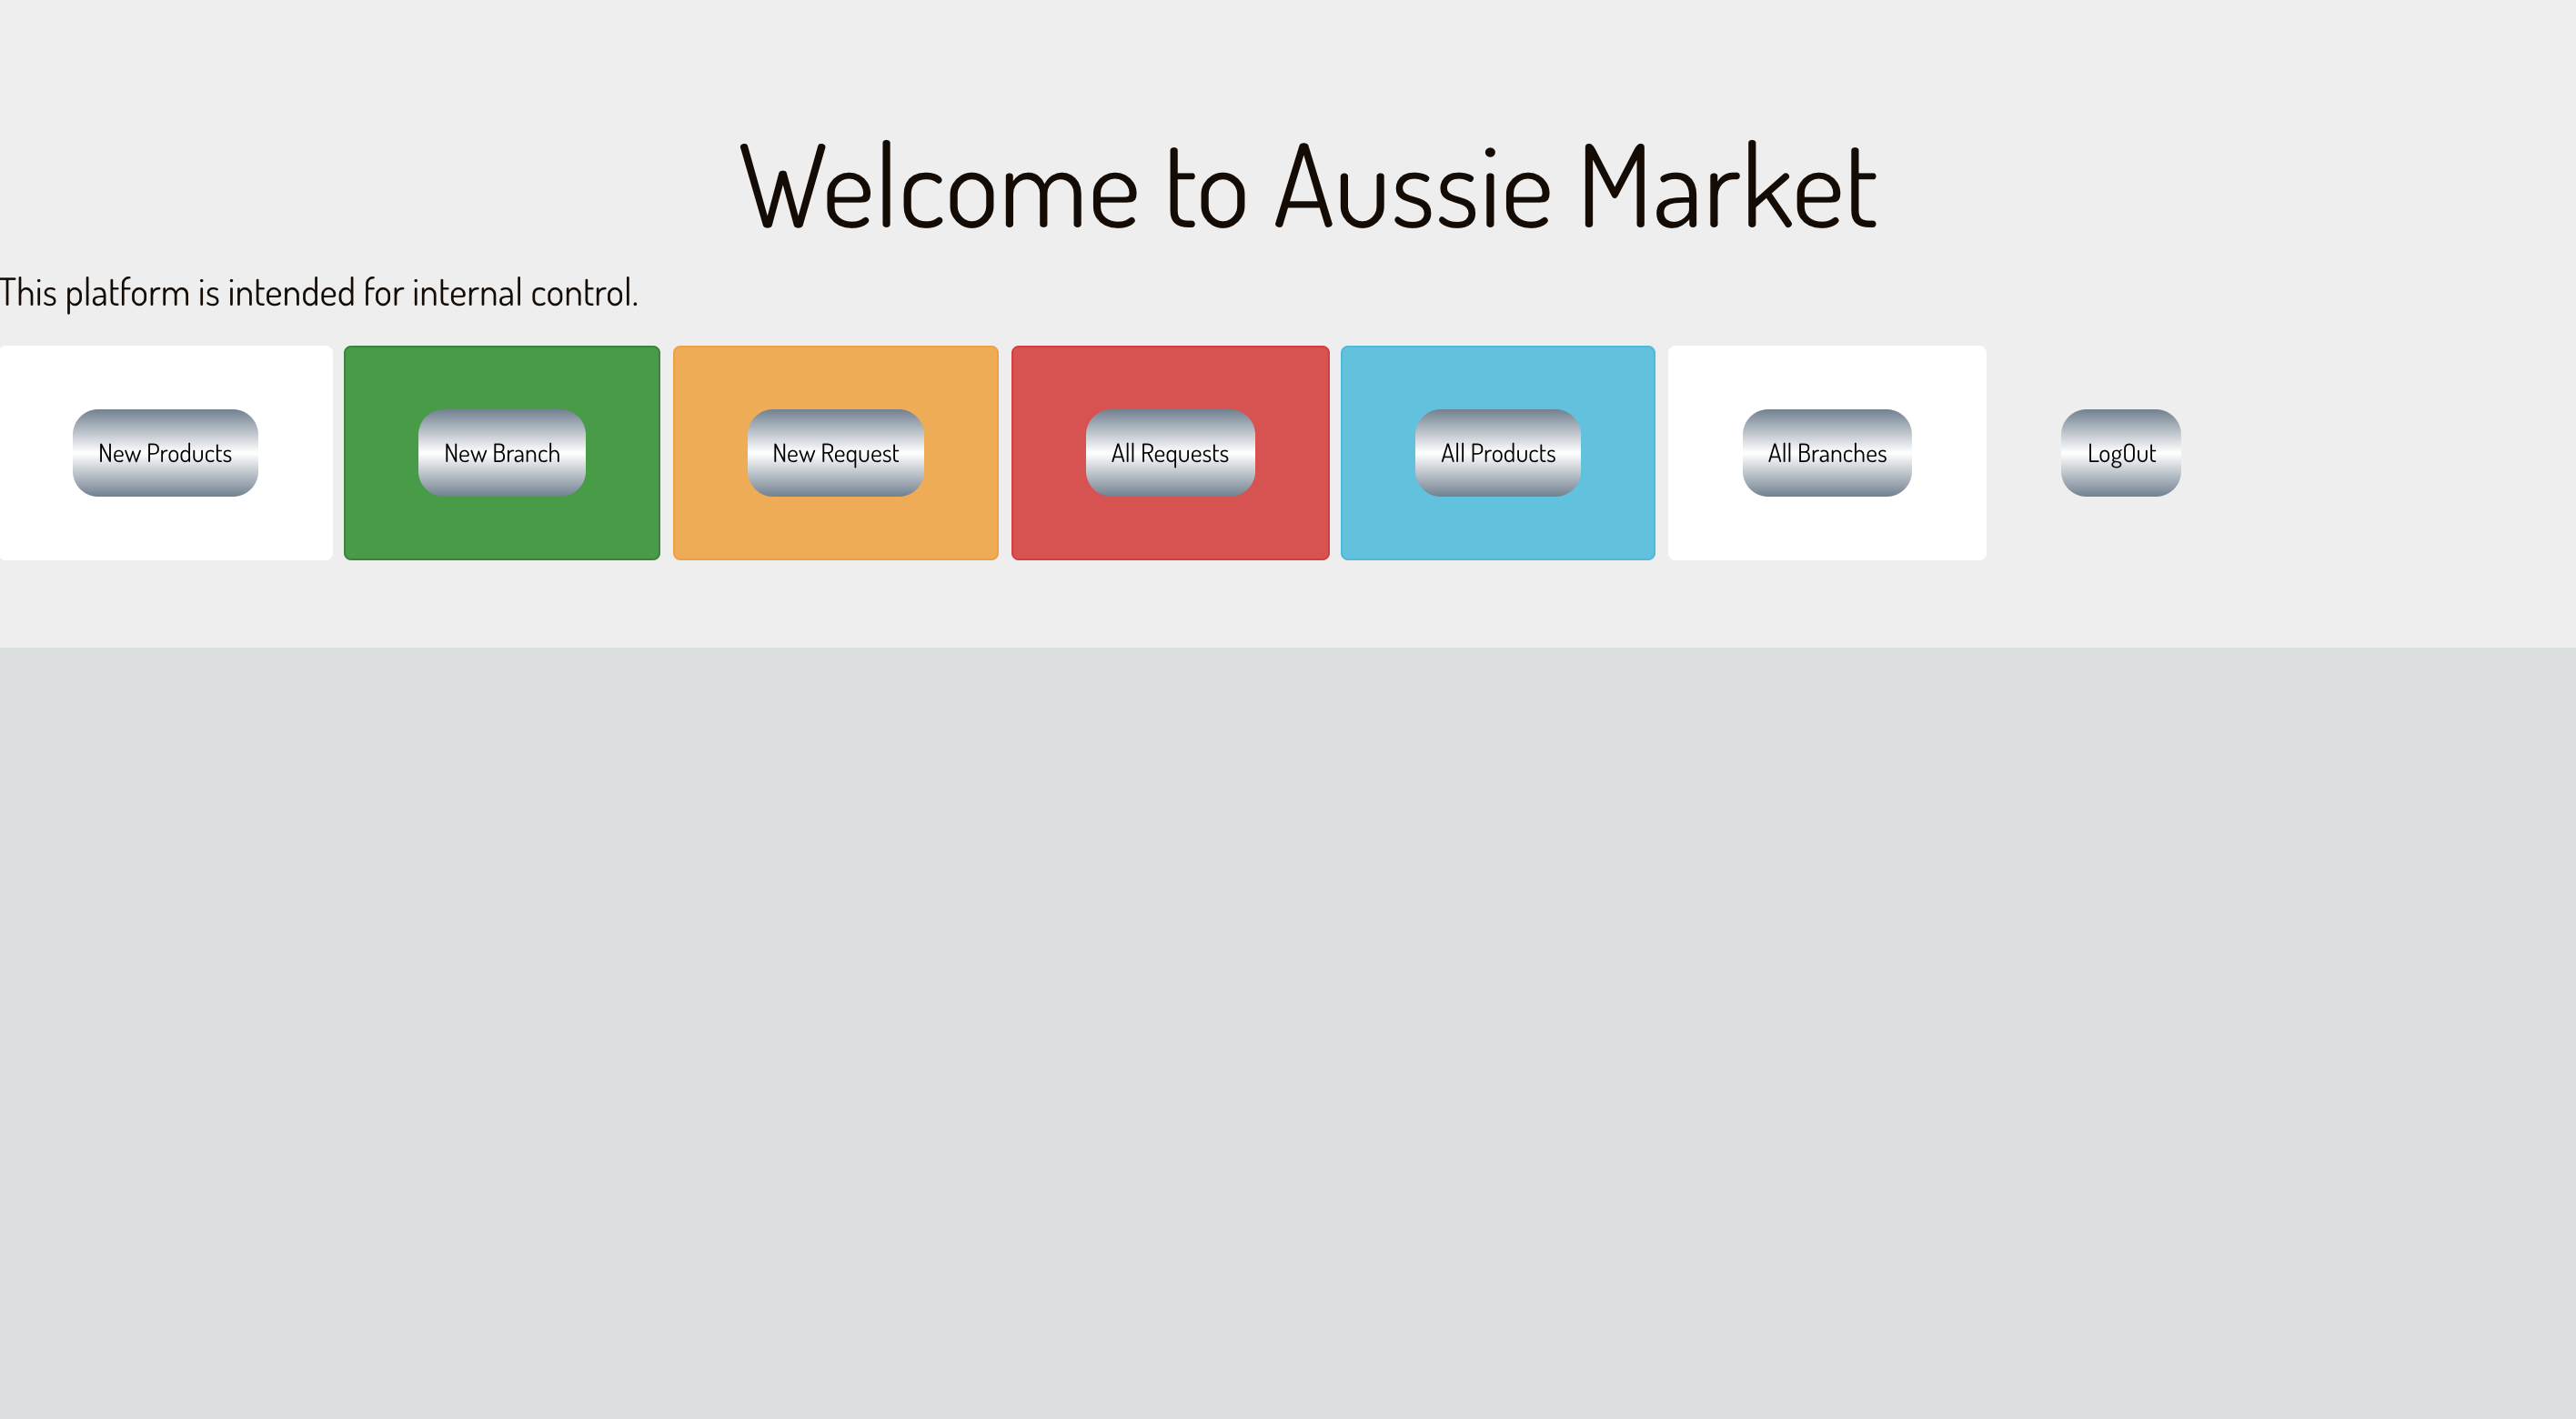 Welcome to Aussie Market
This platform is intended for internal control.
New Products
New Branch
New Request
All Requests
All Products
All Branches
LogOut